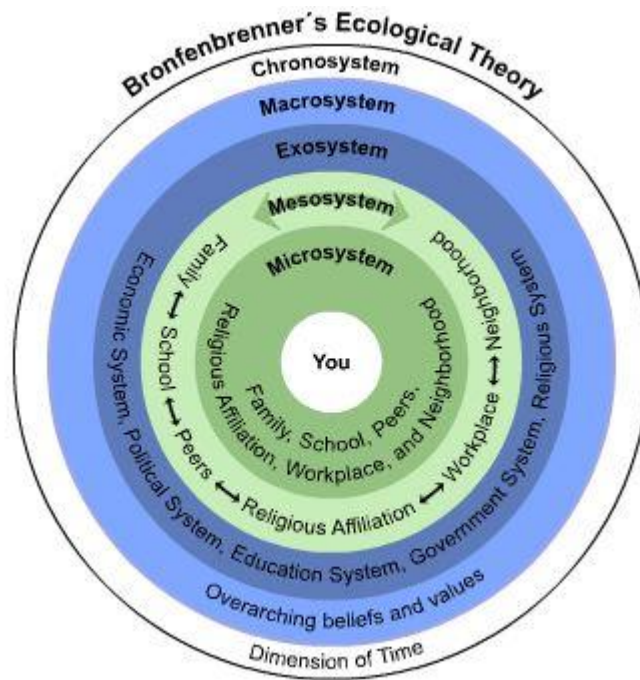 Bronfenbrenner´s Ecological Theory
Chronosystem
Macrosystem
Exosystem
Mesosystem
Microsystem
You
Family, School, Peers,
Religious Affiliation, Workplace, and Neighborhood
Family ↔ School ↔ Peers ↔ Religious Affiliation ↔ Workplace ↔ Neighborhood
Economic System, Political System, Education System, Government System, Religious System
Overarching beliefs and values
Dimension of Time